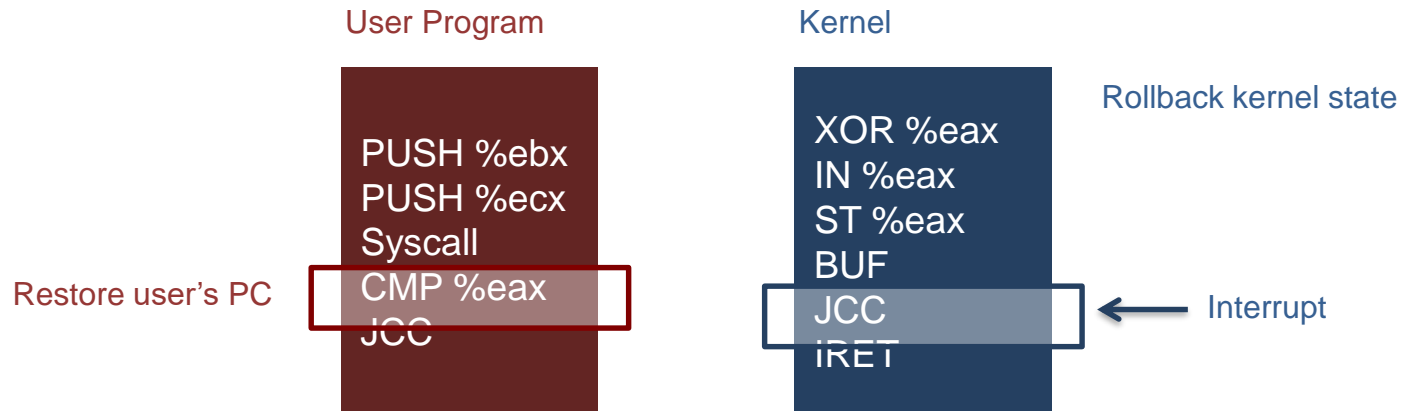 User Program
PUSH %ebx
PUSH %ecx
Syscall
CMP %eax
JCC
Restore user's PC
Kernel
XOR %eax
IN %eax
ST %eax
BUF
JCC
IRET
Rollback kernel state
Interrupt